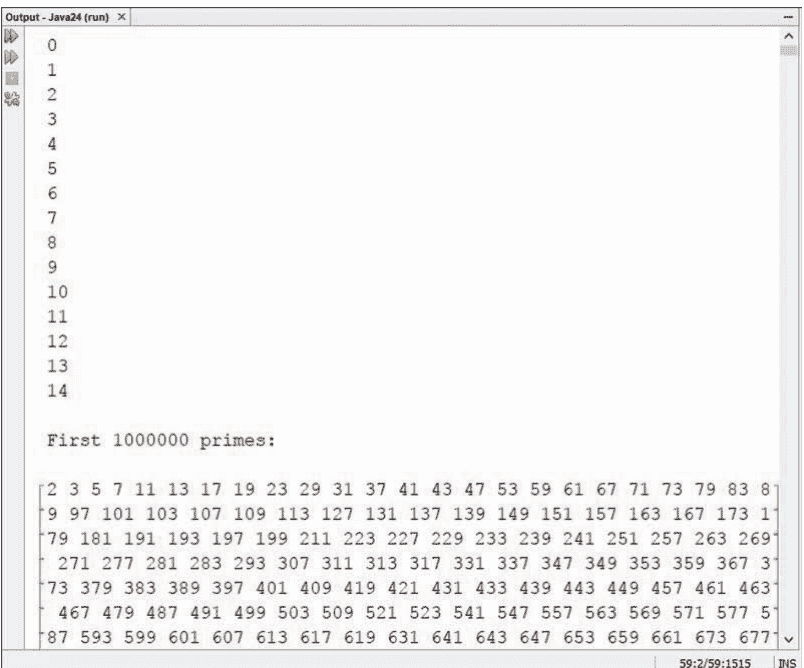 Output - Java24 (run) ×
0
1
2
3
4
5
6
7
8
9
10
11
12
13
14
First 1000000 primes:
2 3 5 7 11 13 17 19 23 29 31 37 41 43 47 53 59 61 67 71 73 79 83 8
9 97 101 103 107 109 113 127 131 137 139 149 151 157 163 167 173 1
79 181 191 193 197 199 211 223 227 229 233 239 241 251 257 263 269
271 277 281 283 293 307 311 313 317 331 337 347 349 353 359 367 3
73 379 383 389 397 401 409 419 421 431 433 439 443 449 457 461 463
467 479 487 491 499 503 509 521 523 541 547 557 563 569 571 577 5
87 593 599 601 607 613 617 619 631 641 643 647 653 659 661 673 677
59:2/59:1515 INS